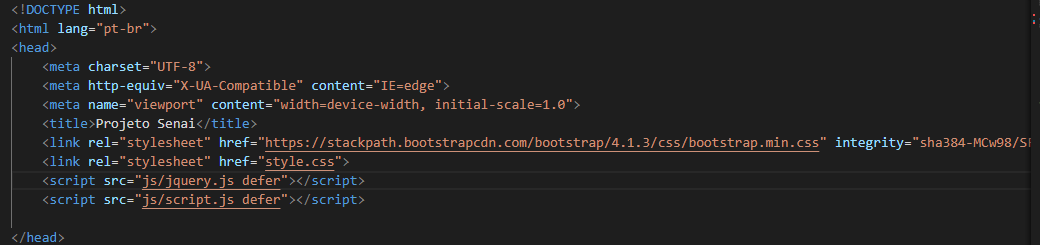 <!DOCTYPE html>
<html lang="pt-br">
<head>
    <meta charset="UTF-8">
    <meta http-equiv="X-UA-Compatible" content="IE=edge">
    <meta name="viewport" content="width=device-width, initial-scale=1.0">
    <title>Projeto Senai</title>
    <link rel="stylesheet" href="https://stackpath.bootstrapcdn.com/bootstrap/4.1.3/css/bootstrap.min.css" integrity="sha384-MCw98/
    <link rel="stylesheet" href="style.css">
    <script src="js/jquery.js defer"></script>
    <script src="js/script.js defer"></script>
</head>